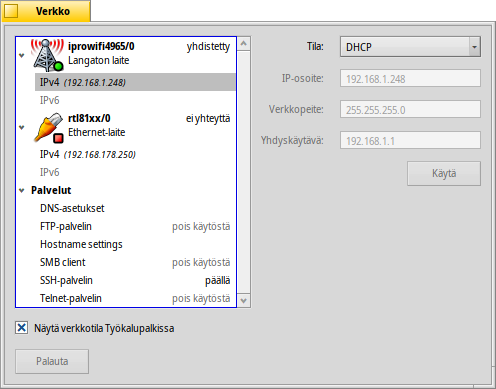 Verkko
iprowifi4965/0 yhdistetty
Langaton laite
IPv4 (192.168.1.248)
IPv6
rtl81xx/0 ei yhteyttä
Ethernet-laite
IPv4 (192.168.178.250)
IPv6
Palvelut
DNS-asetukset
FTP-palvelin pois käytöstä
Hostname settings
SMB client pois käytöstä
SSH-palvelin päällä
Telnet-palvelin pois käytöstä
Näytä verkkotila Työkalupalkissa
Palauta
Tila: DHCP
IP-osoite: 192.168.1.248
Verkkopeite: 255.255.255.0
Yhdyskäytävä: 192.168.1.1
Käytä